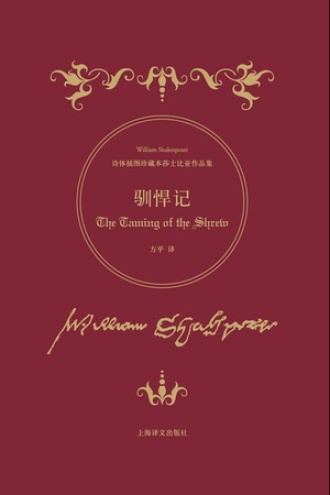 William Shakespeare
诗体插图珍藏本莎士比亚作品集
驯悍记
The Taming of the Shrew
方平 译
William Shakespeare
上海译文出版社